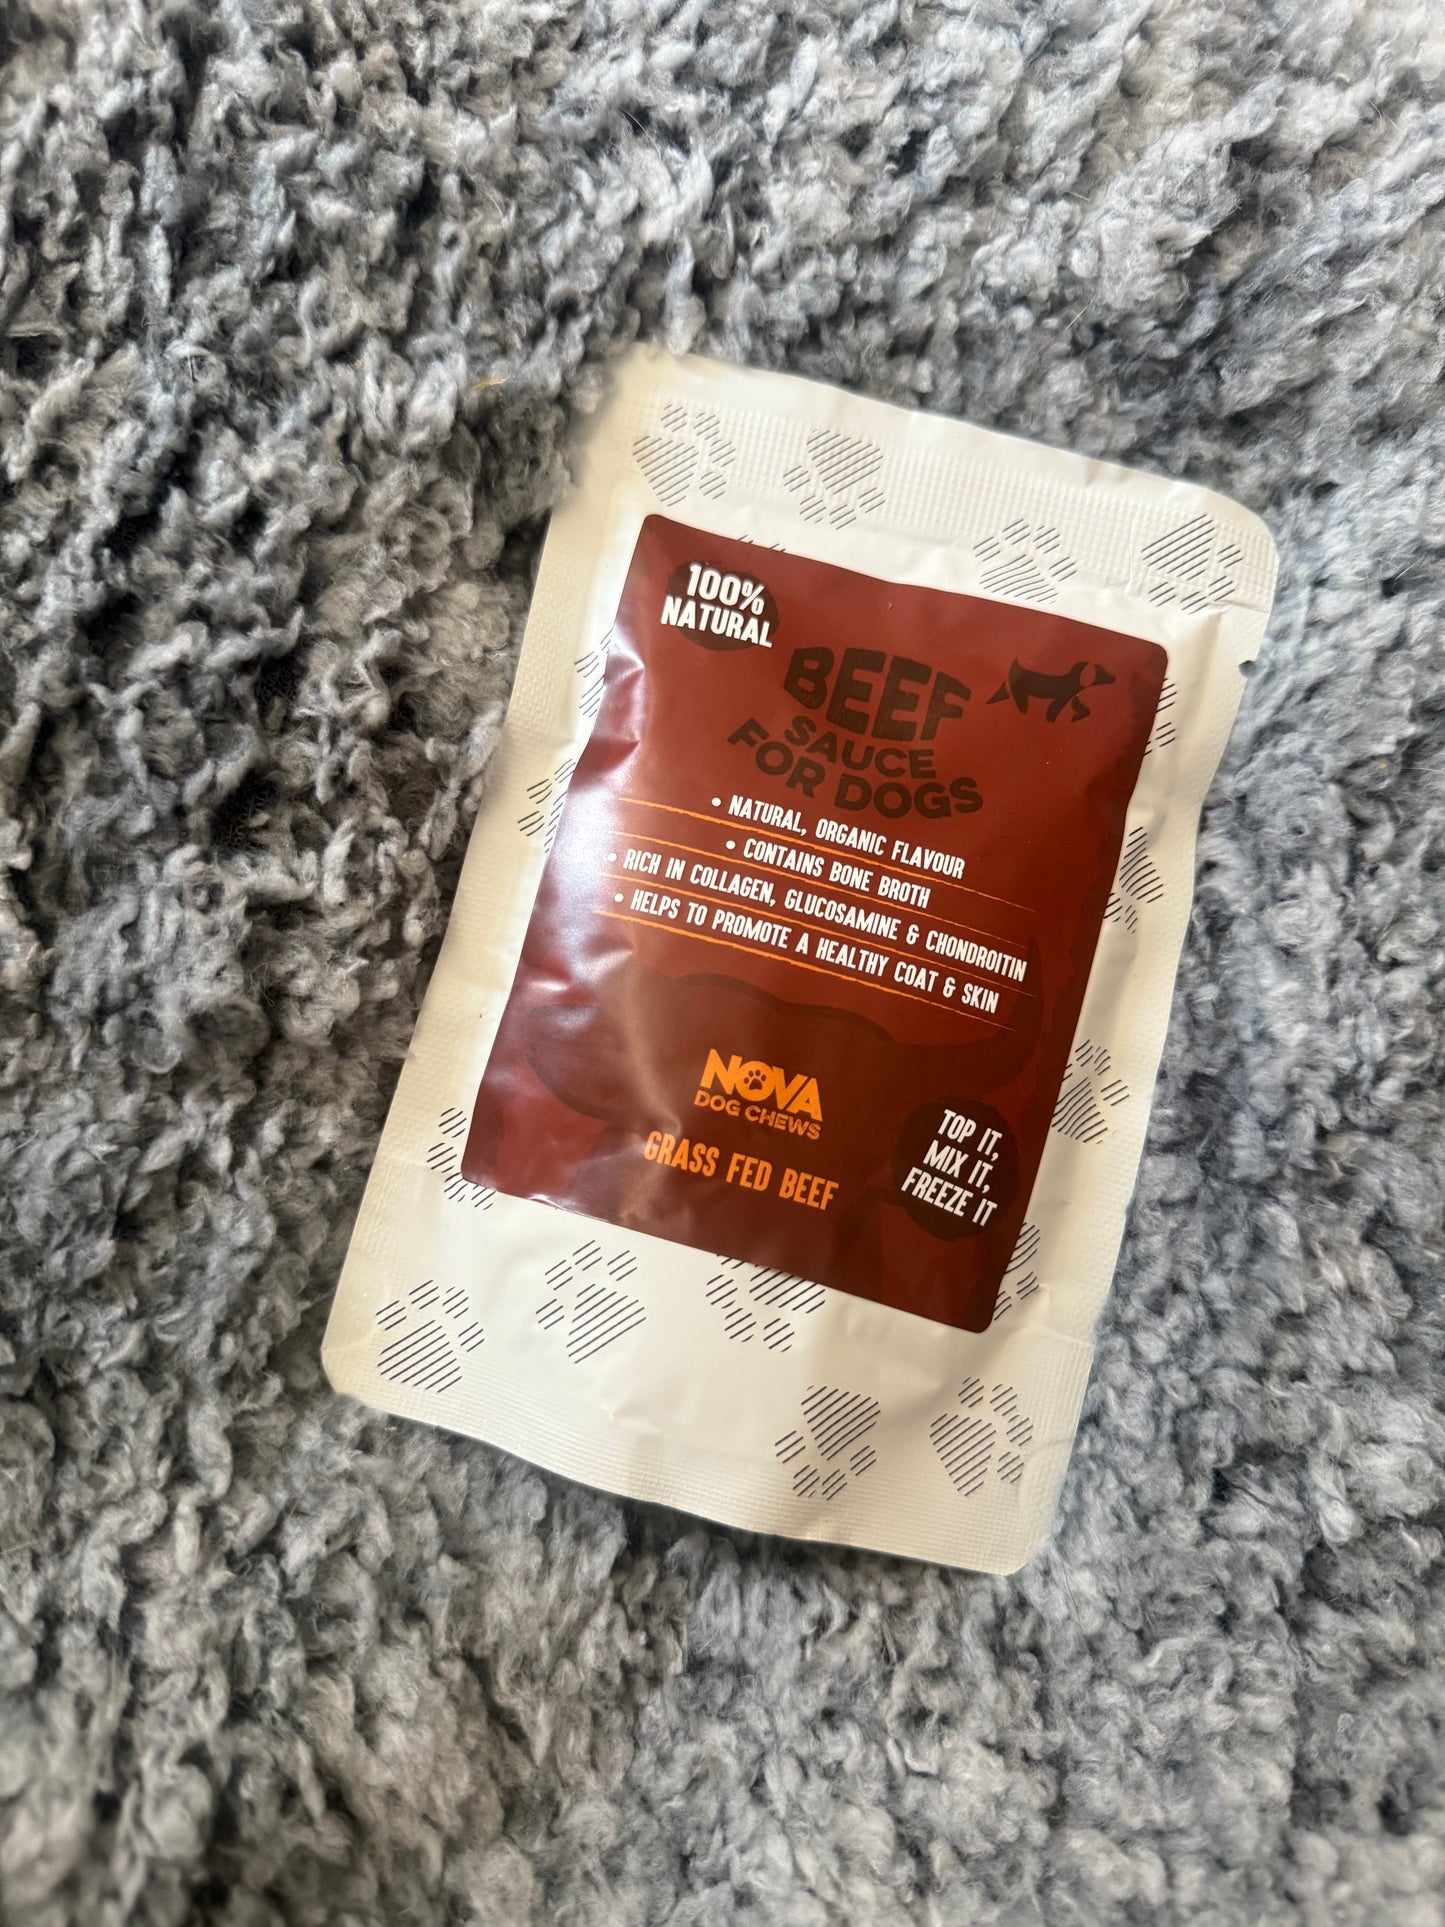 100%
NATURAL
BEEF
SAUCE
FOR DOGS
• NATURAL, ORGANIC FLAVOUR
• CONTAINS BONE BROTH
• RICH IN COLLAGEN, GLUCOSAMINE & CHONDROITIN
• HELPS TO PROMOTE A HEALTHY COAT & SKIN
NOVA
DOG CHEWS
GRASS FED BEEF
TOP IT,
MIX IT,
FREEZE IT